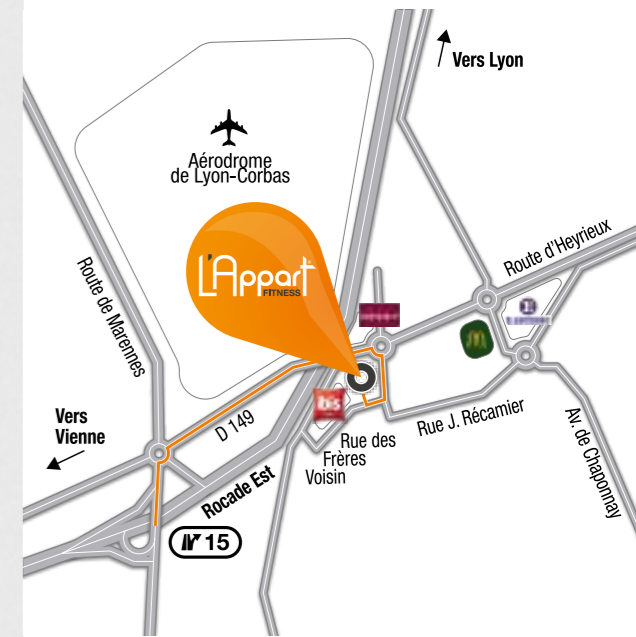 Vers Lyon
Aérodrome
de Lyon-Corbas
Route d'Heyrieux
L'Appart
FITNESS
Route de Marennes
D 149
Rue J. Récamier
Vers
Vienne
Rue des
Frères
Voisin
Av. de Chaponnay
Rocade Est
15